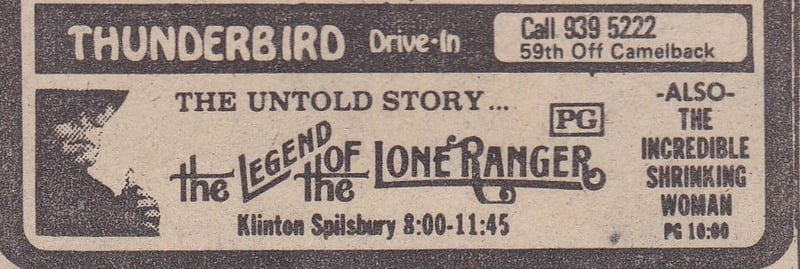 THUNDERBIRD Drive-In
Call 939 5222
59th Off Camelback
THE UNTOLD STORY...
PG
the LEGEND OF the LONE RANGER
Klinton Spilsbury 8:00-11:45
-ALSO-
THE
INCREDIBLE
SHRINKING
WOMAN
PG 10:00